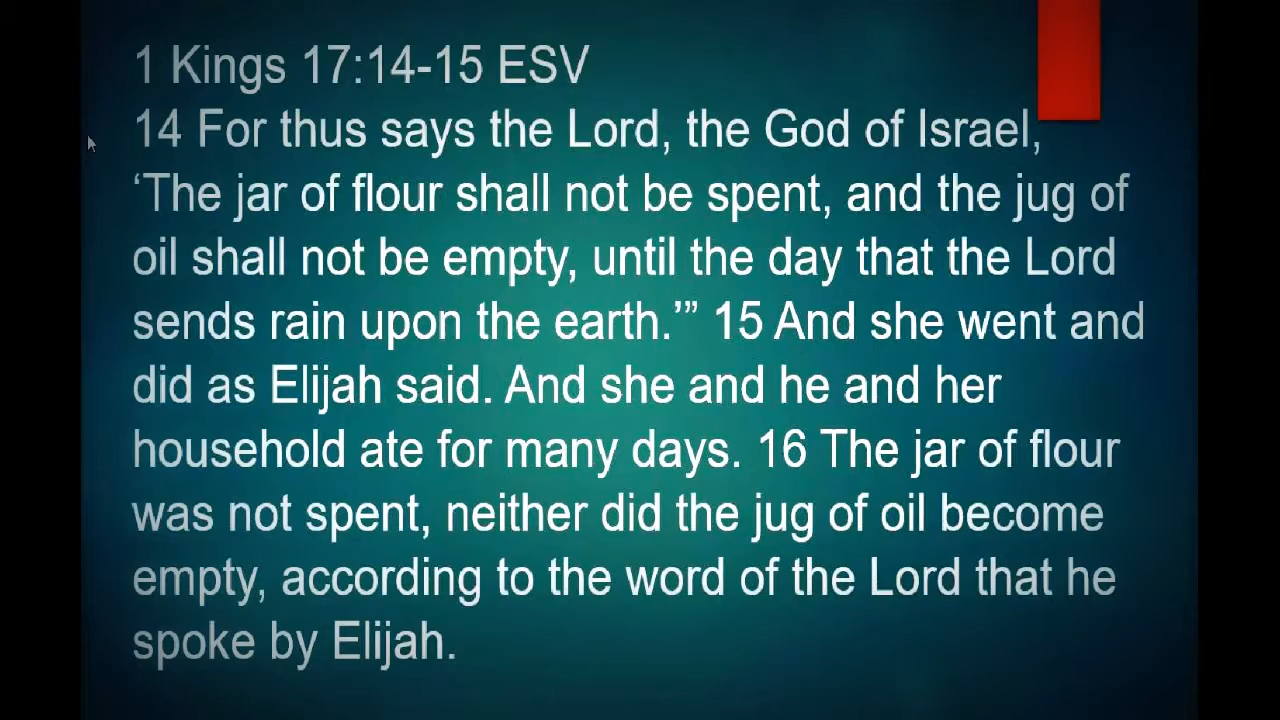 1 Kings 17:14-15 ESV
14 For thus says the Lord, the God of Israel,
‘The jar of flour shall not be spent, and the jug of
oil shall not be empty, until the day that the Lord
sends rain upon the earth.’” 15 And she went and
did as Elijah said. And she and he and her
household ate for many days. 16 The jar of flour
was not spent, neither did the jug of oil become
empty, according to the word of the Lord that he
spoke by Elijah.